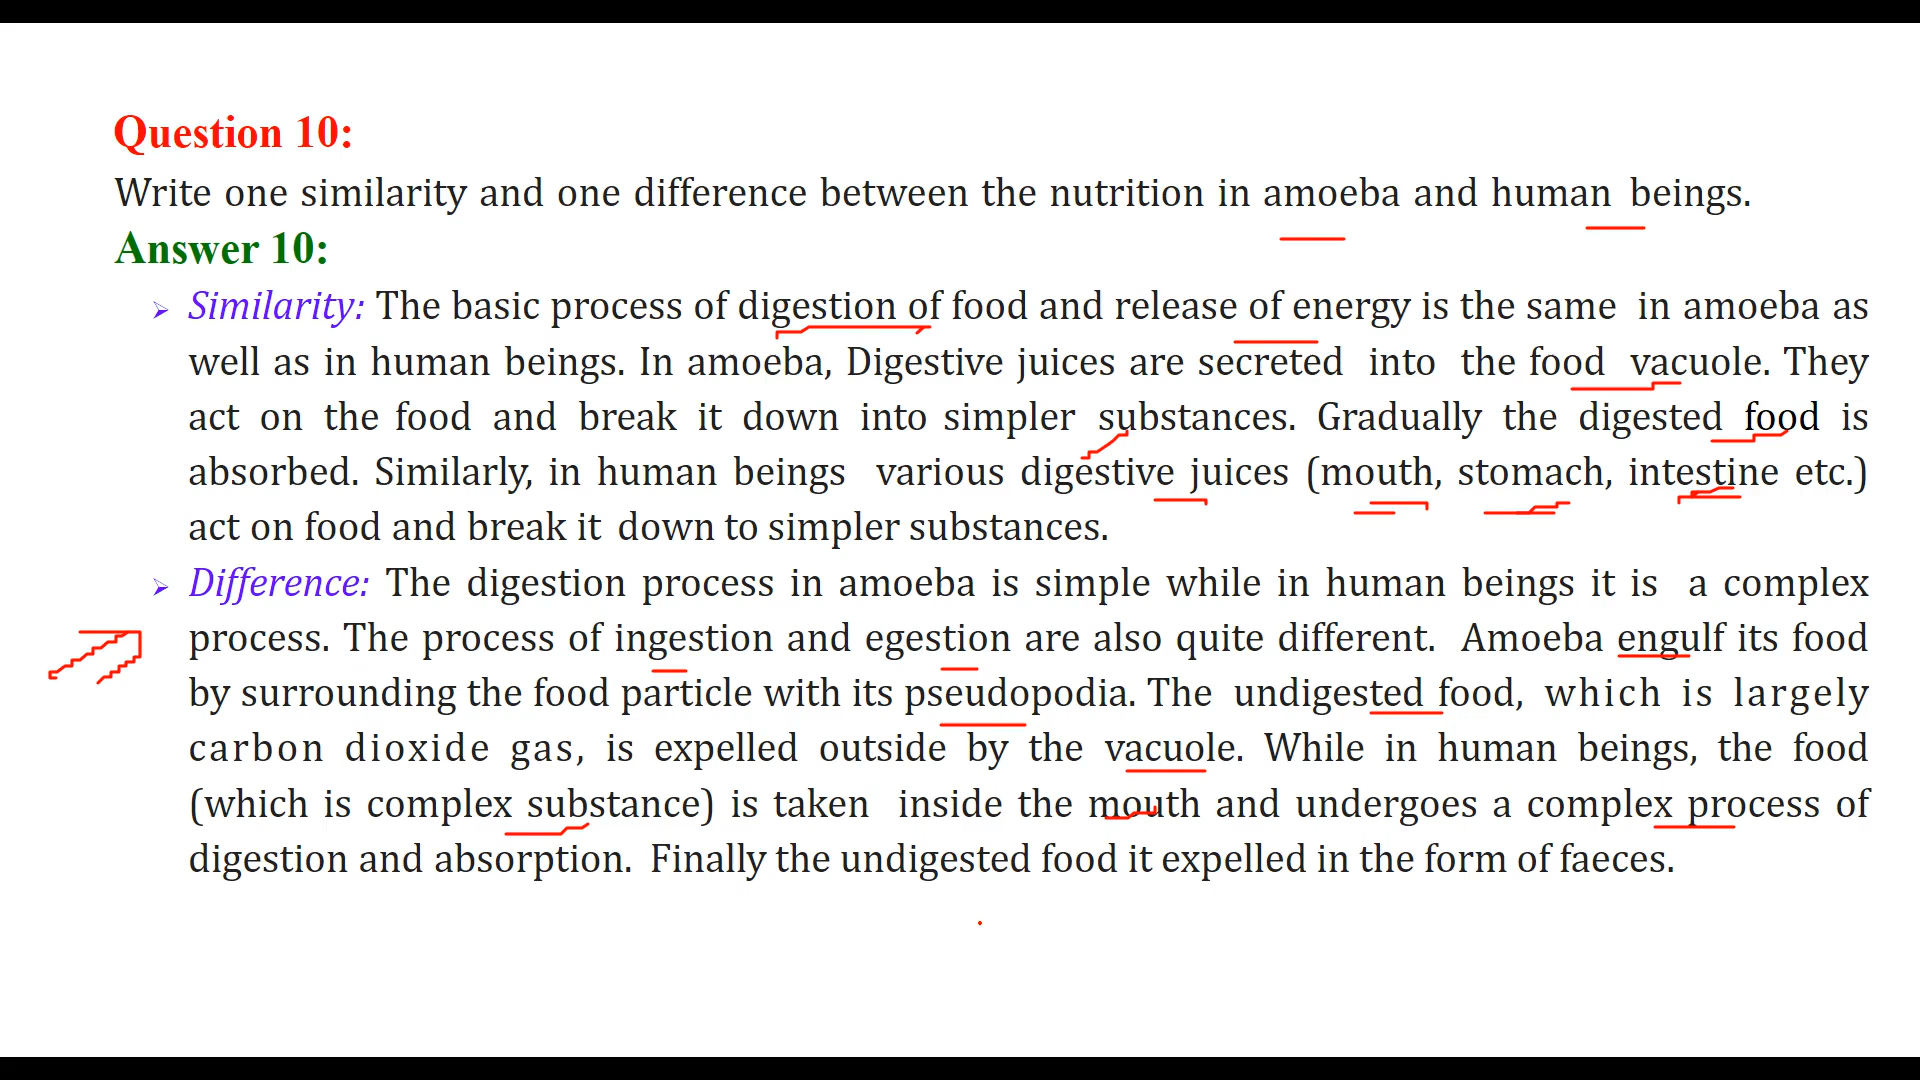 Question 10:
Write one similarity and one difference between the nutrition in amoeba and human beings.
Answer 10:
➢ Similarity: The basic process of digestion of food and release of energy is the same in amoeba as
well as in human beings. In amoeba, Digestive juices are secreted into the food vacuole. They
act on the food and break it down into simpler substances. Gradually the digested food is
absorbed. Similarly, in human beings various digestive juices (mouth, stomach, intestine etc.)
act on food and break it down to simpler substances.
➢ Difference: The digestion process in amoeba is simple while in human beings it is a complex
process. The process of ingestion and egestion are also quite different. Amoeba engulf its food
by surrounding the food particle with its pseudopodia. The undigested food, which is largely
carbon dioxide gas, is expelled outside by the vacuole. While in human beings, the food
(which is complex substance) is taken inside the mouth and undergoes a complex process of
digestion and absorption. Finally the undigested food it expelled in the form of faeces.